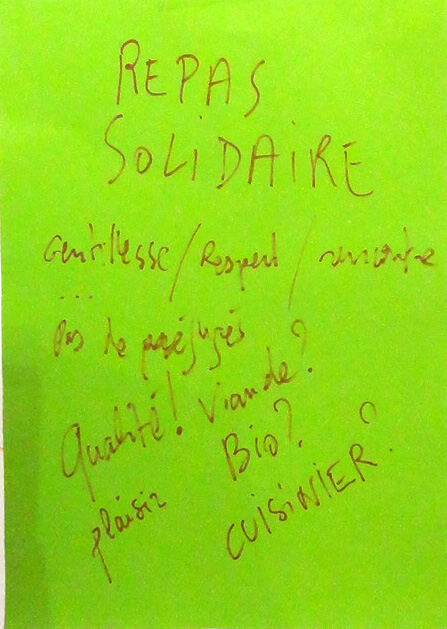 REPAS
SOLIDAIRE
Gentillesse / Respect / rencontre
...
Pas de préjugés
Qualité! Viande?
plaisir Bio?
CUISINIER?